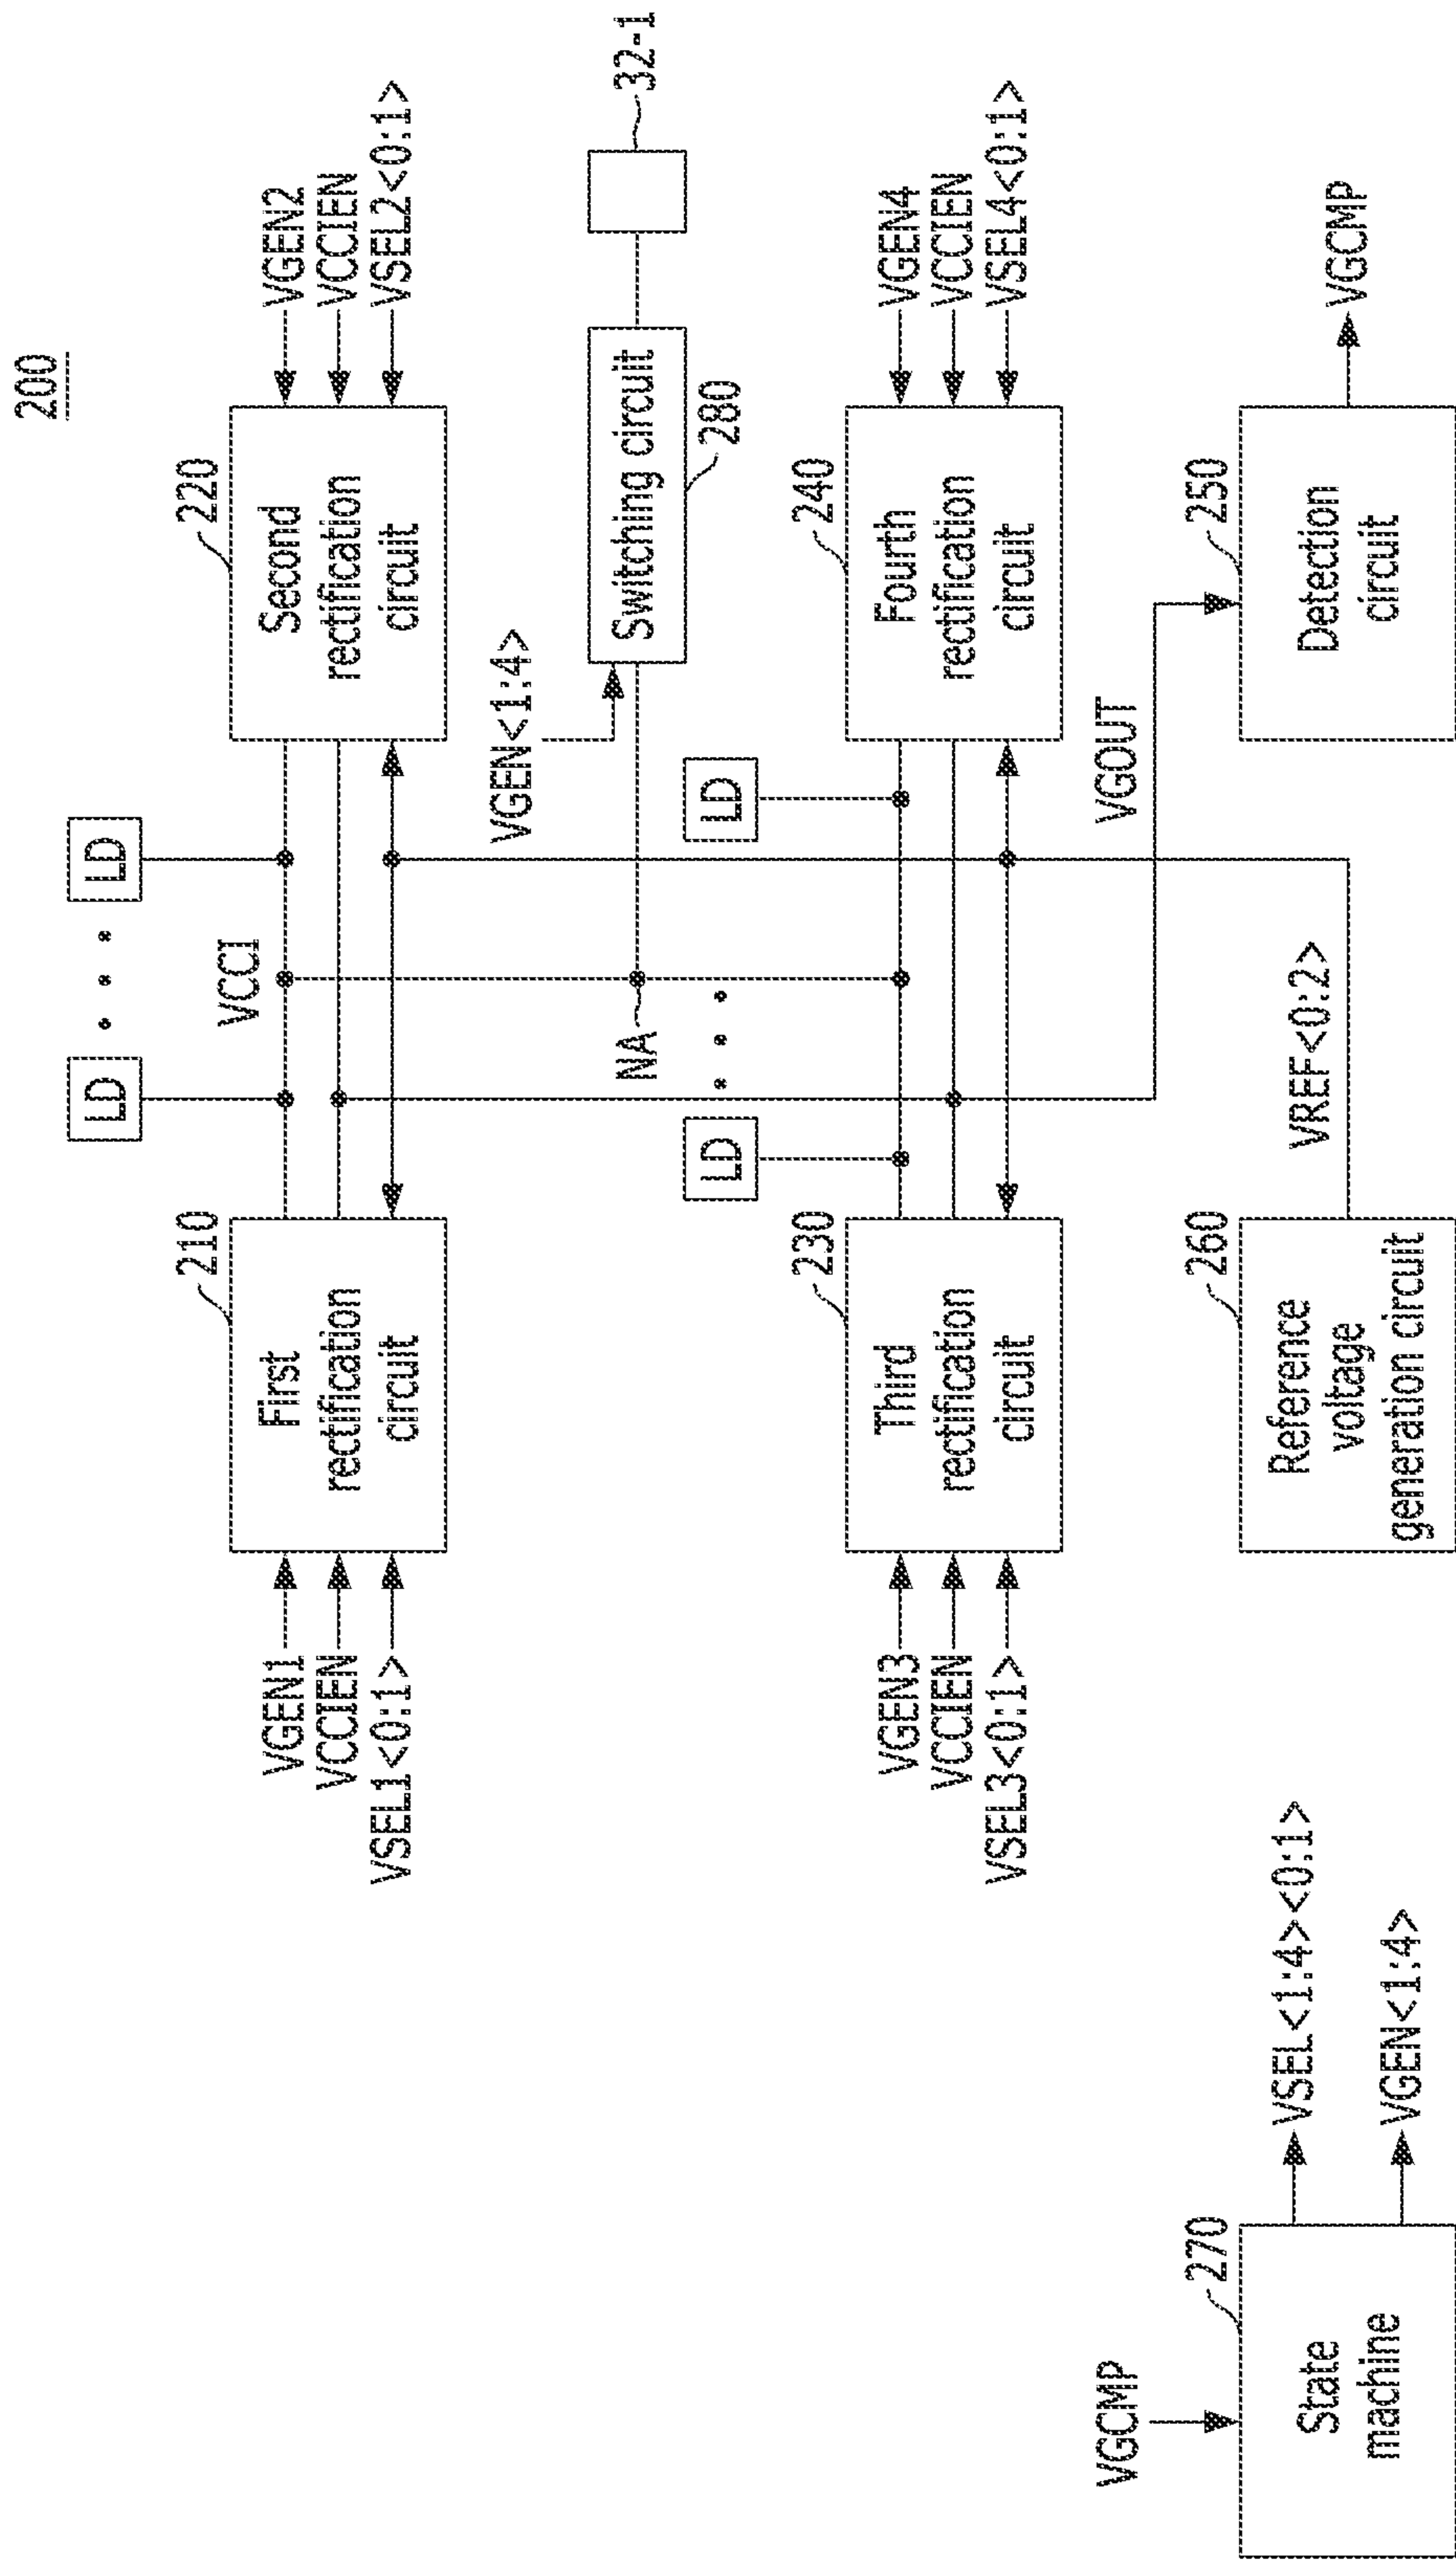 200
LD
LD
VCCI
210
220
VGEN1
VCCIEN
VSEL1<0:1>
First
rectification
circuit
Second
rectification
circuit
VGEN2
VCCIEN
VSEL2<0:1>
VGEN<1:4>
NA
Switching circuit
280
32-1
LD
LD
230
240
VGEN3
VCCIEN
VSEL3<0:1>
Third
rectification
circuit
Fourth
rectification
circuit
VGEN4
VCCIEN
VSEL4<0:1>
VGOUT
VGCMP
270
State
machine
VSEL<1:4><0:1>
VGEN<1:4>
260
Reference
voltage
generation circuit
VREF<0:2>
250
Detection
circuit
VGCMP